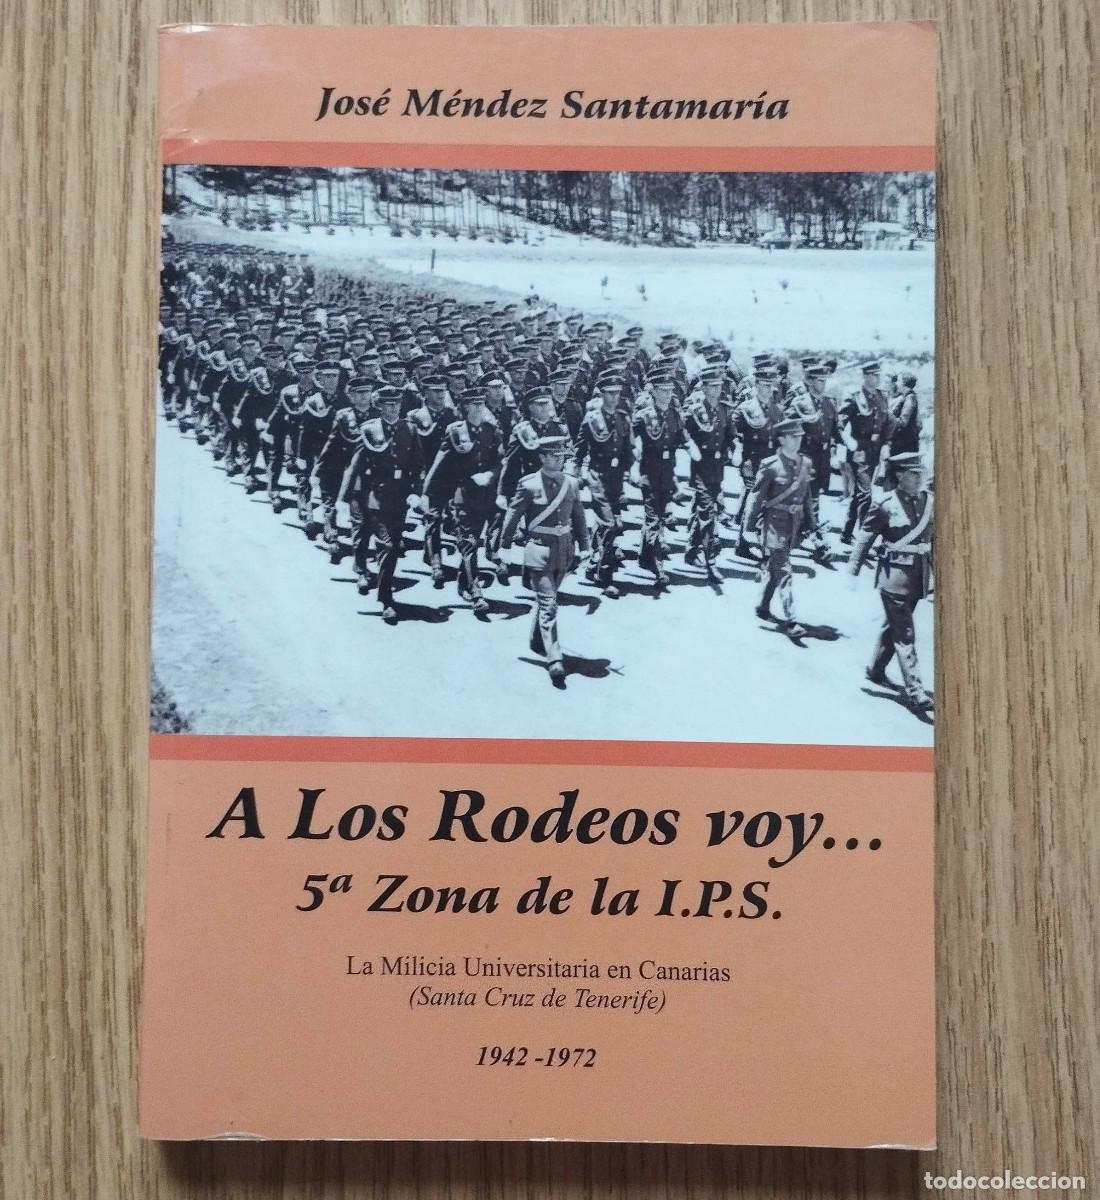 José Méndez Santamaría
A Los Rodeos voy...
5ª Zona de la I.P.S.
La Milicia Universitaria en Canarias
(Santa Cruz de Tenerife)
1942 -1972
todocoleccion